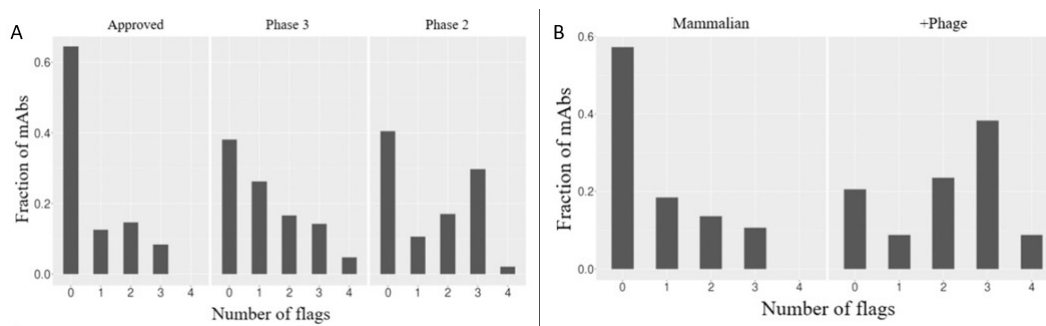 A
Approved Phase 3 Phase 2
Fraction of mAbs
0.6
0.4
0.2
0.0
0 1 2 3 4 0 1 2 3 4 0 1 2 3 4
Number of flags
B
Mammalian +Phage
Fraction of mAbs
0.6
0.4
0.2
0.0
0 1 2 3 4 0 1 2 3 4
Number of flags